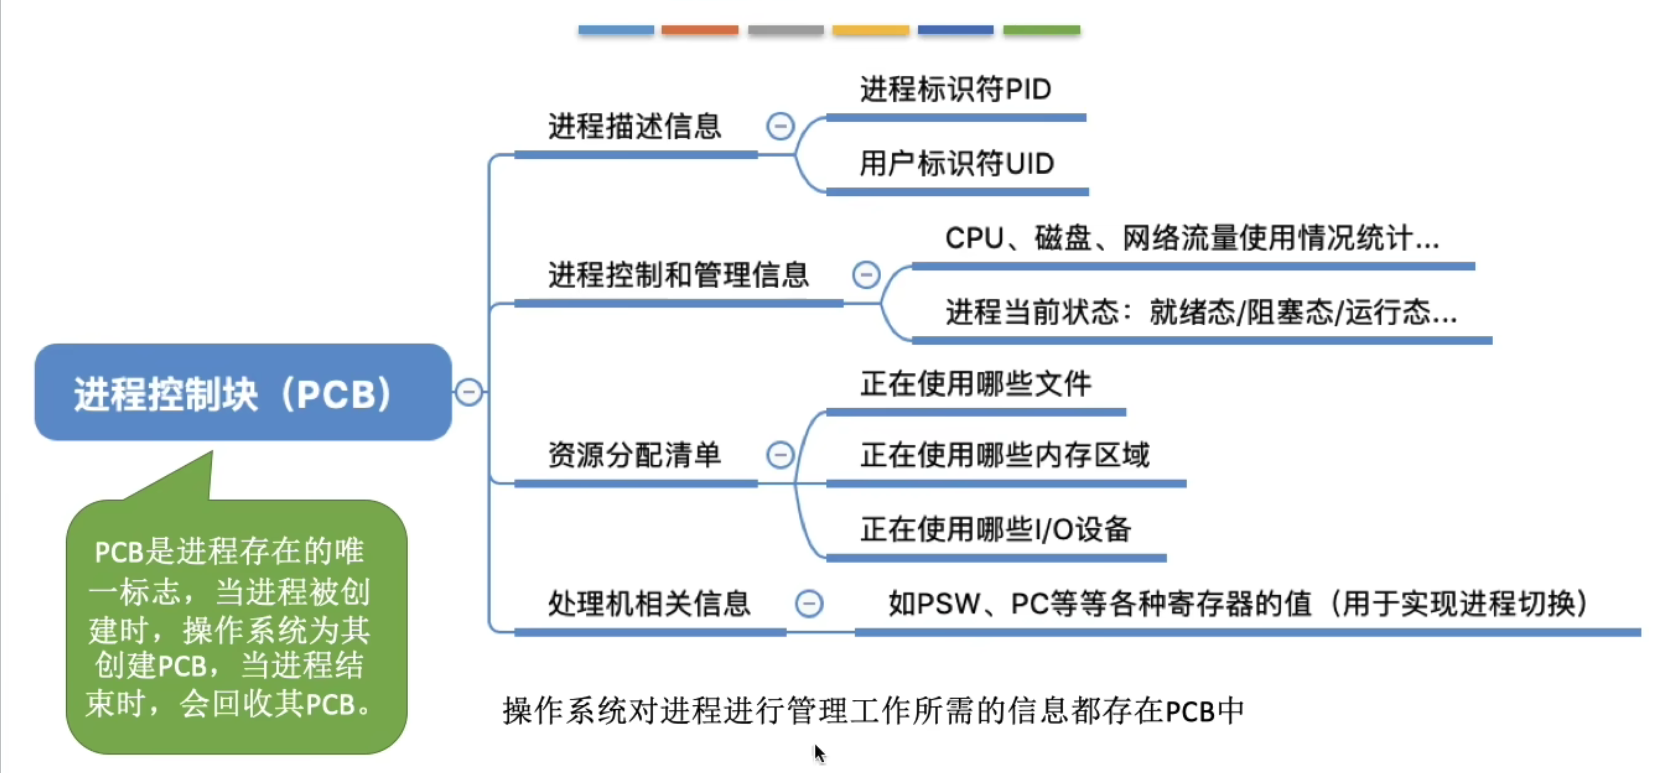 进程标识符PID
进程描述信息
用户标识符UID
CPU、磁盘、网络流量使用情况统计...
进程控制和管理信息
进程当前状态：就绪态/阻塞态/运行态...
进程控制块（PCB）
正在使用哪些文件
资源分配清单
正在使用哪些内存区域
正在使用哪些I/O设备
处理机相关信息
如PSW、PC等等各种寄存器的值（用于实现进程切换）
PCB是进程存在的唯
一标志，当进程被创
建时，操作系统为其
创建PCB，当进程结
束时，会回收其PCB。
操作系统对进程进行管理工作所需的信息都存在PCB中